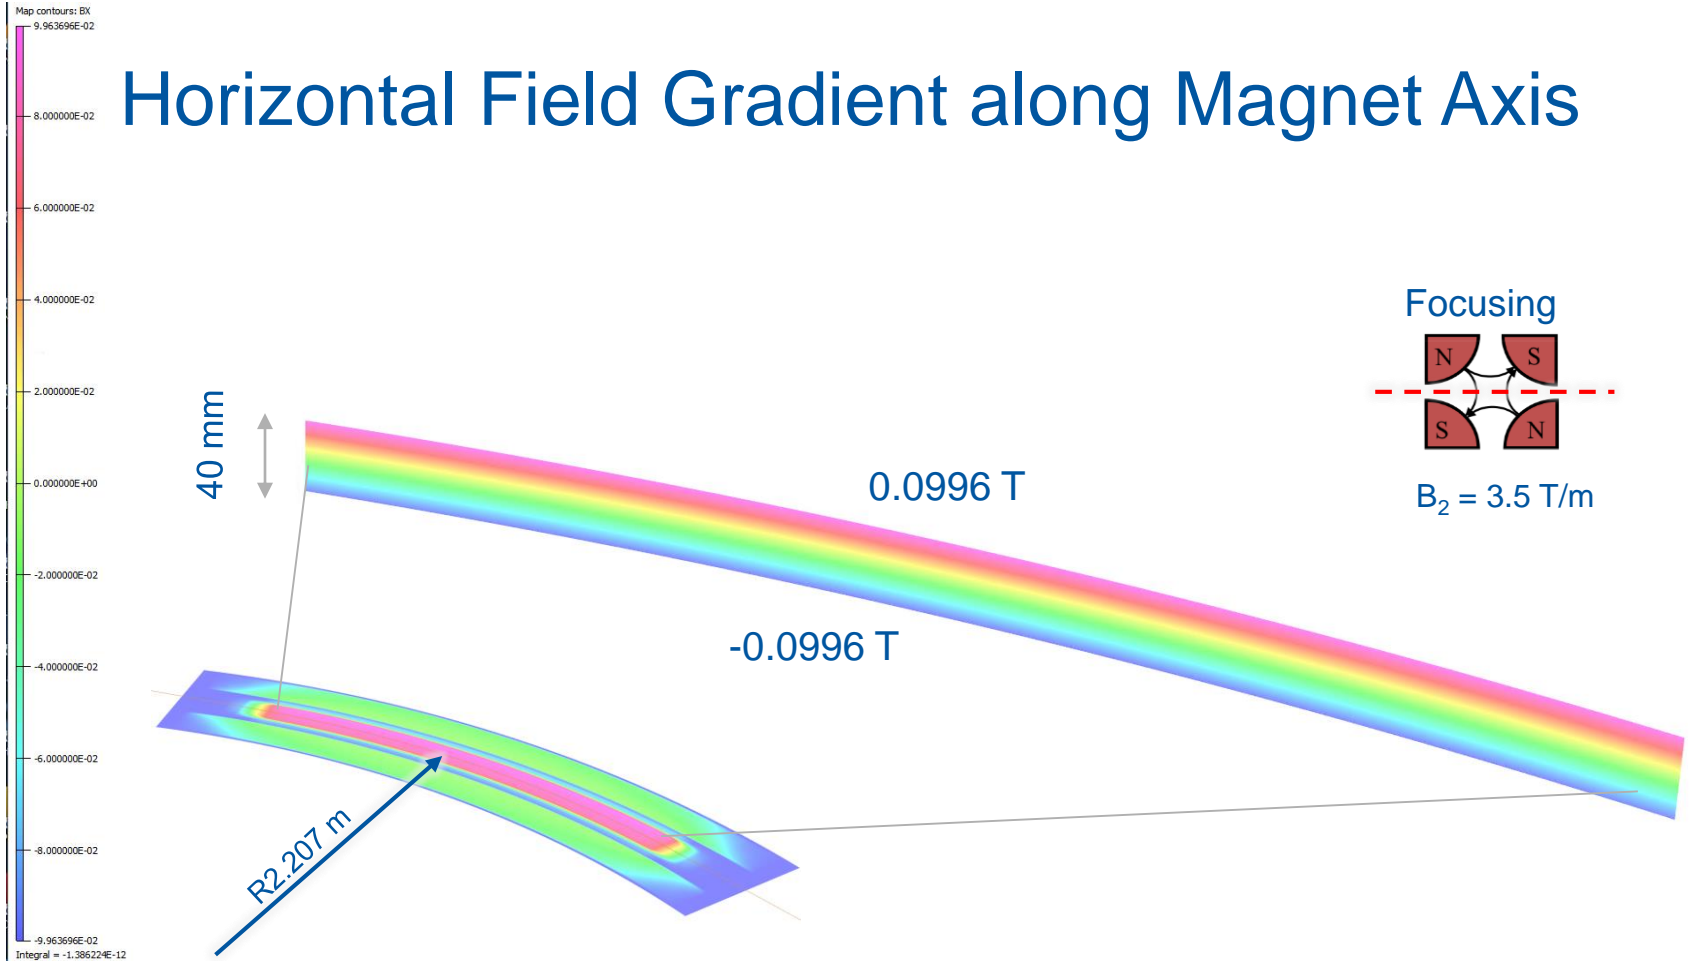 Map contours: BX
9.963696E-02
8.000000E-02
6.000000E-02
4.000000E-02
2.000000E-02
0.000000E+00
-2.000000E-02
-4.000000E-02
-6.000000E-02
-8.000000E-02
-9.963696E-02
Integral = -1.386224E-12
Horizontal Field Gradient along Magnet Axis
Focusing
N S
S N
B₂ = 3.5 T/m
40 mm
0.0996 T
-0.0996 T
R2.207 m